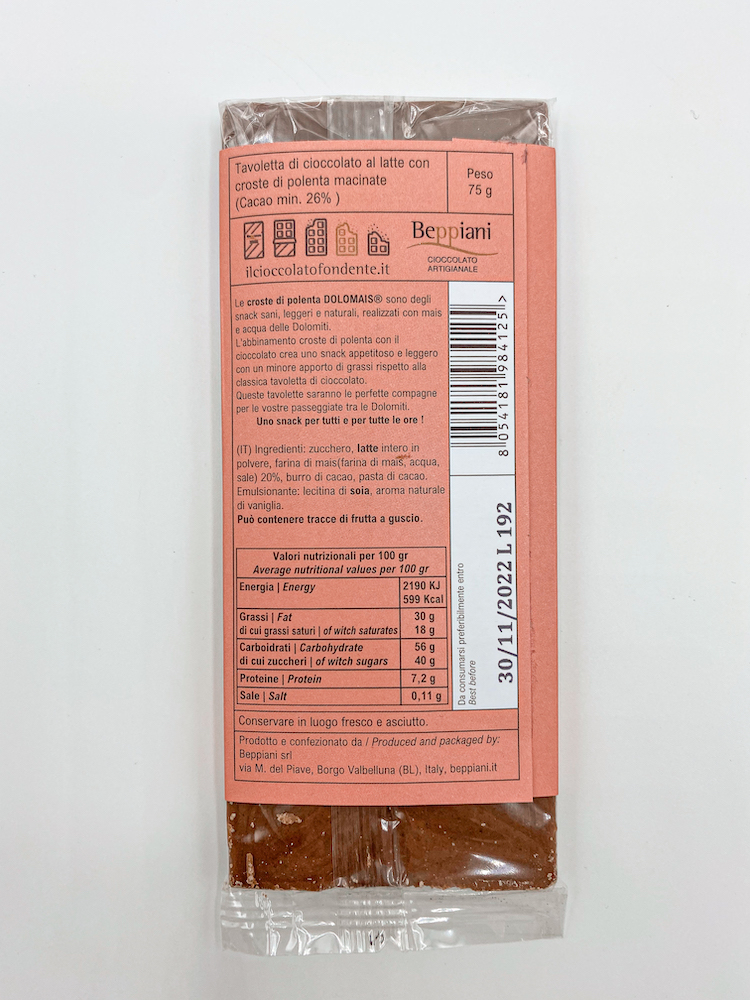 Tavoletta di cioccolato al latte con
croste di polenta macinate
(Cacao min. 26% )
Peso
75 g
ilcioccolatofondente.it
Beppiani
CIOCCOLATO
ARTIGIANALE
Le croste di polenta DOLOMAIS® sono degli
snack sani, leggeri e naturali, realizzati con mais
e acqua delle Dolomiti.
L'abbinamento croste di polenta con il
cioccolato crea uno snack appetitoso e leggero
con un minore apporto di grassi rispetto alla
classica tavoletta di cioccolato.
Queste tavolette saranno le perfette compagne
per le vostre passeggiate tra le Dolomiti.
Uno snack per tutti e per tutte le ore !
(IT) Ingredienti: zucchero, latte intero in
polvere, farina di mais(farina di mais, acqua,
sale) 20%, burro di cacao, pasta di cacao.
Emulsionante: lecitina di soia, aroma naturale
di vaniglia.
Può contenere tracce di frutta a guscio.
Valori nutrizionali per 100 gr
Average nutritional values per 100 gr
Energia | Energy 2190 KJ
599 Kcal
Grassi | Fat 30 g
di cui grassi saturi | of witch saturates 18 g
Carboidrati | Carbohydrate 56 g
di cui zuccheri | of witch sugars 40 g
Proteine | Protein 7,2 g
Sale | Salt 0,11 g
Conservare in luogo fresco e asciutto.
Prodotto e confezionato da / Produced and packaged by:
Beppiani srl
via M. del Piave, Borgo Valbelluna (BL), Italy, beppiani.it
8 054181 984125 >
Da consumarsi preferibilmente entro
Best before
30/11/2022 L 192